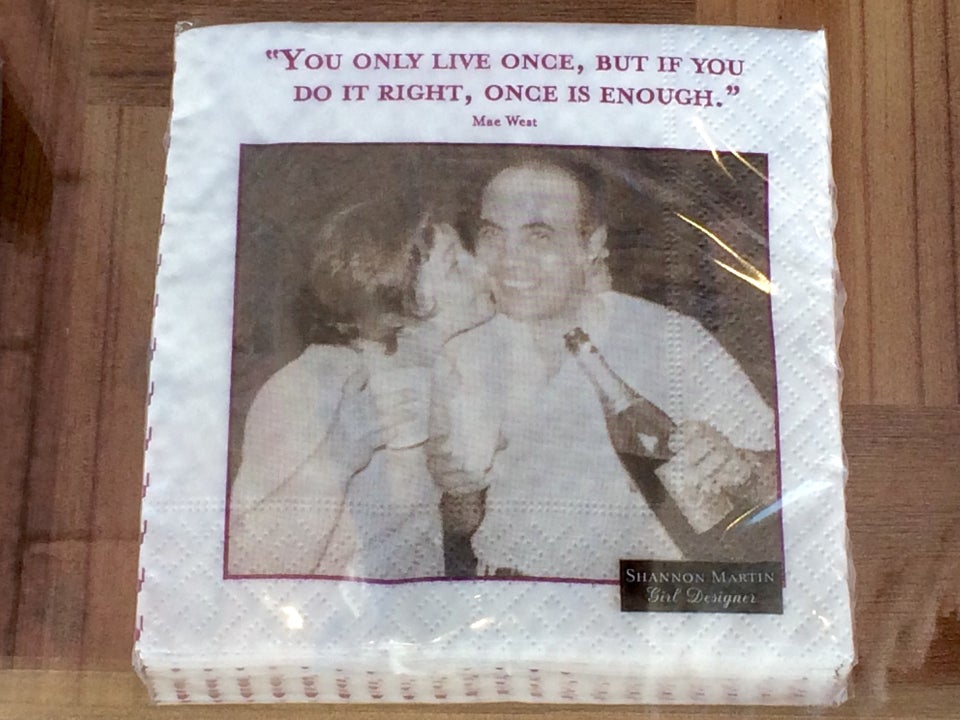 “You only live once, but if you
do it right, once is enough.”
Mae West
Shannon Martin
Girl Designer